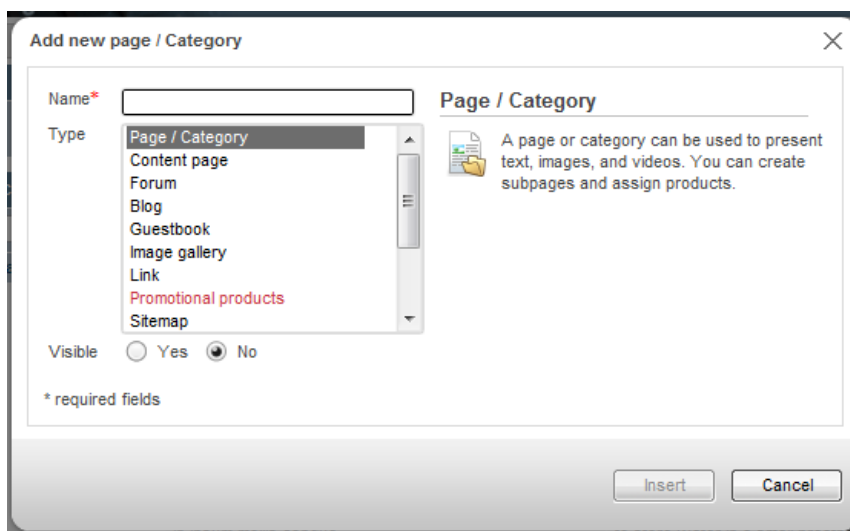 Add new page / Category
Name*
Type
Page / Category
Content page
Forum
Blog
Guestbook
Image gallery
Link
Promotional products
Sitemap
Visible
Yes
No
* required fields
Page / Category
A page or category can be used to present
text, images, and videos. You can create
subpages and assign products.
Insert
Cancel